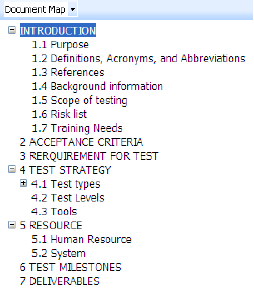 Document Map
INTRODUCTION
1.1 Purpose
1.2 Definitions, Acronyms, and Abbreviations
1.3 References
1.4 Background information
1.5 Scope of testing
1.6 Risk list
1.7 Training Needs
2 ACCEPTANCE CRITERIA
3 RERQUIREMENT FOR TEST
4 TEST STRATEGY
4.1 Test types
4.2 Test Levels
4.3 Tools
5 RESOURCE
5.1 Human Resource
5.2 System
6 TEST MILESTONES
7 DELIVERABLES